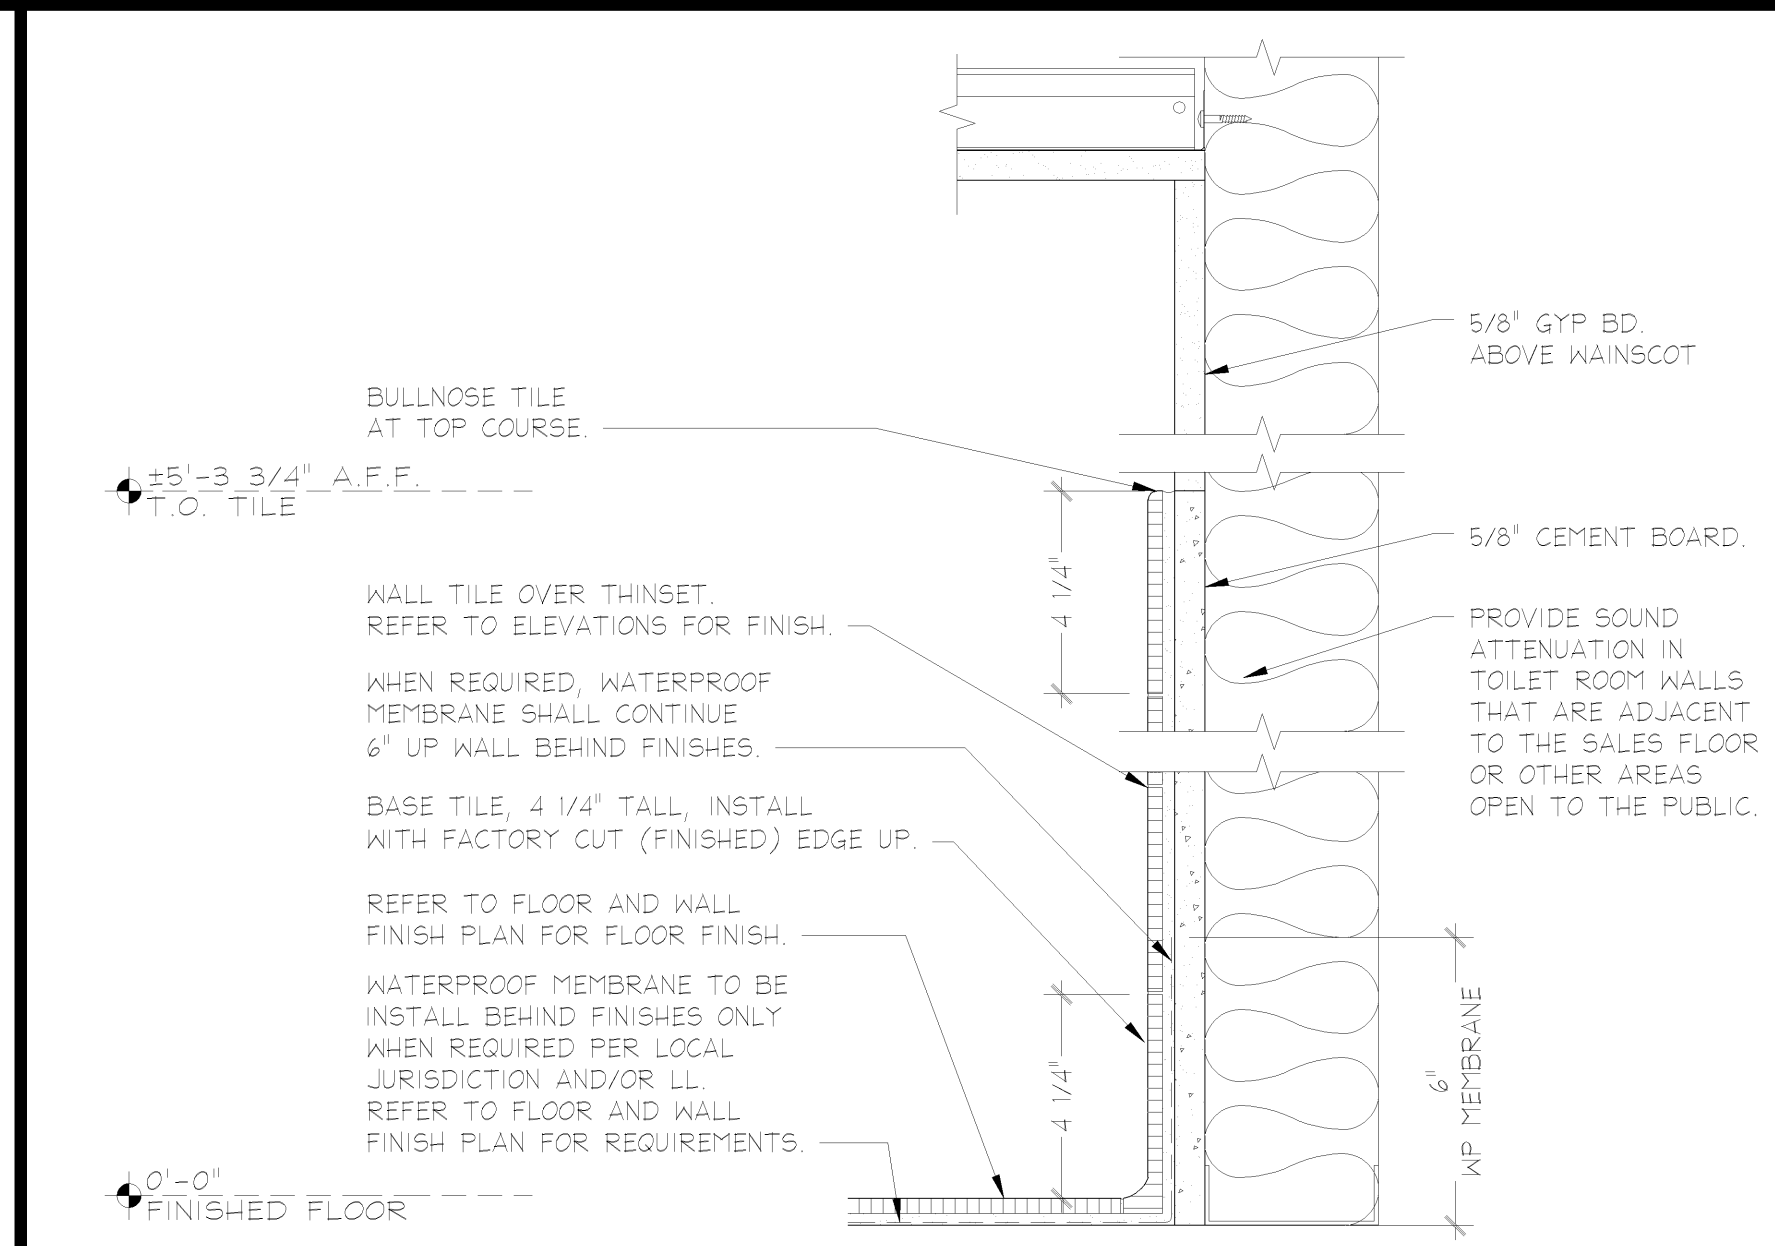 5/8" GYP BD.
ABOVE WAINSCOT
BULLNOSE TILE
AT TOP COURSE.
±5'-3 3/4" A.F.F.
T.O. TILE
5/8" CEMENT BOARD.
4 1/4"
WALL TILE OVER THINSET.
REFER TO ELEVATIONS FOR FINISH.
PROVIDE SOUND
ATTENUATION IN
TOILET ROOM WALLS
THAT ARE ADJACENT
TO THE SALES FLOOR
OR OTHER AREAS
OPEN TO THE PUBLIC.
WHEN REQUIRED, WATERPROOF
MEMBRANE SHALL CONTINUE
6" UP WALL BEHIND FINISHES.
BASE TILE, 4 1/4" TALL, INSTALL
WITH FACTORY CUT (FINISHED) EDGE UP.
REFER TO FLOOR AND WALL
FINISH PLAN FOR FLOOR FINISH.
WATERPROOF MEMBRANE TO BE
INSTALL BEHIND FINISHES ONLY
WHEN REQUIRED PER LOCAL
JURISDICTION AND/OR LL.
REFER TO FLOOR AND WALL
FINISH PLAN FOR REQUIREMENTS.
4 1/4"
6"
WP MEMBRANE
0'-0"
FINISHED FLOOR